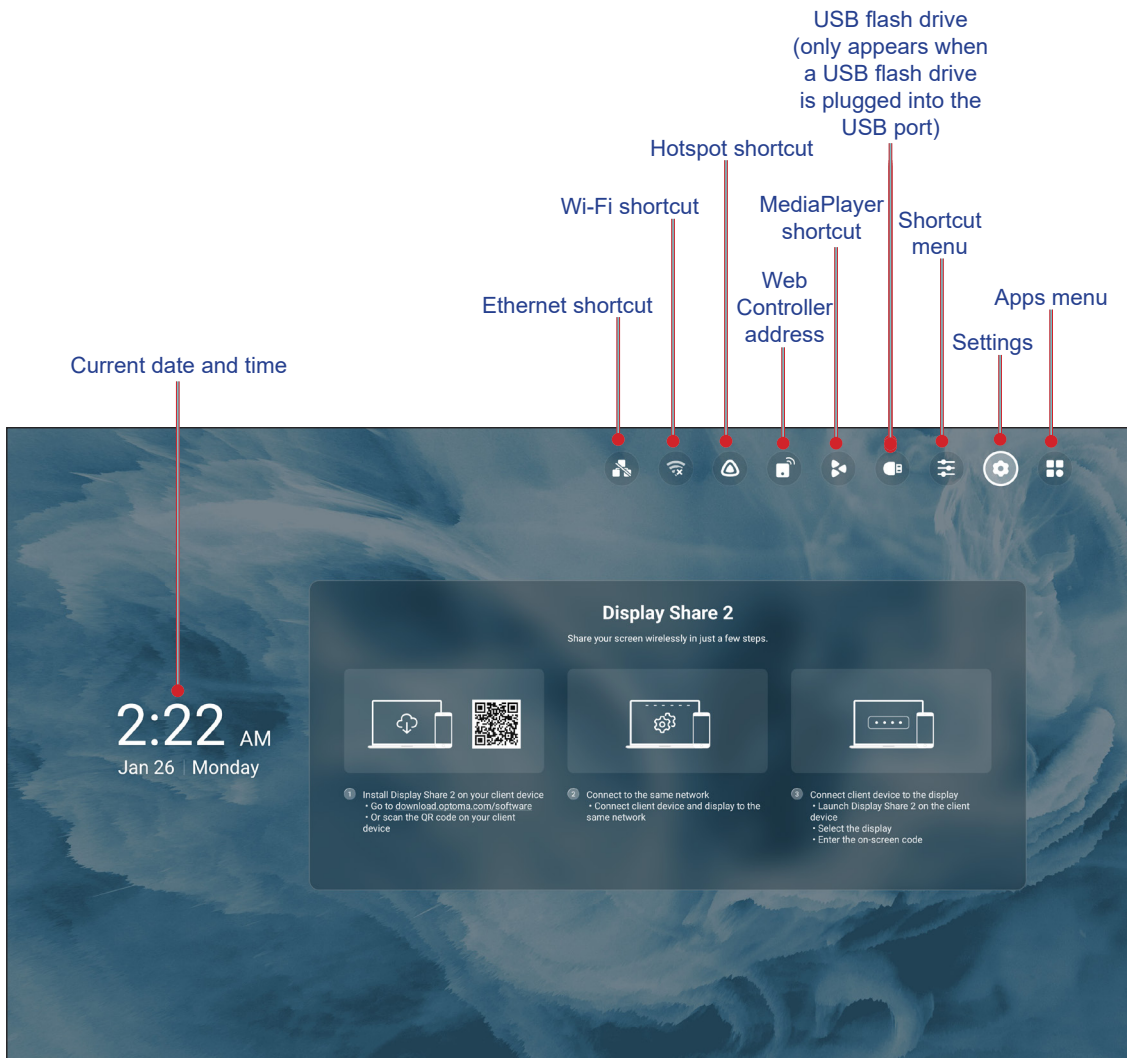 USB flash drive
(only appears when
a USB flash drive
is plugged into the
USB port)
Hotspot shortcut
Wi-Fi shortcut
MediaPlayer
shortcut
Shortcut
menu
Ethernet shortcut
Web
Controller
address
Apps menu
Settings
Current date and time
Display Share 2
Share your screen wirelessly in just a few steps.
2:22 AM
Jan 26 | Monday
1 Install Display Share 2 on your client device
• Go to download.optoma.com/software
• Or scan the QR code on your client
device
2 Connect to the same network
• Connect client device and display to the
same network
3 Connect client device to the display
• Launch Display Share 2 on the client
device
• Select the display
• Enter the on-screen code